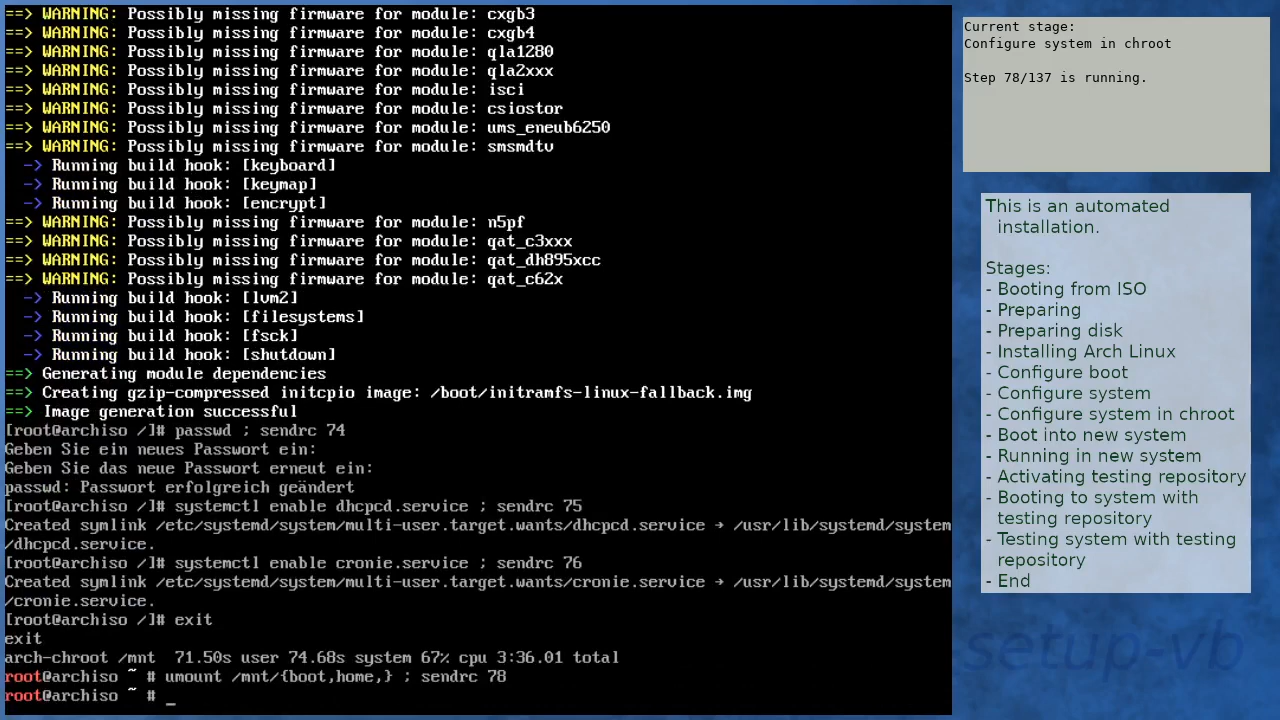 ==> WARNING: Possibly missing firmware for module: cxgb3
==> WARNING: Possibly missing firmware for module: cxgb4
==> WARNING: Possibly missing firmware for module: qla1280
==> WARNING: Possibly missing firmware for module: qla2xxx
==> WARNING: Possibly missing firmware for module: isci
==> WARNING: Possibly missing firmware for module: csiostor
==> WARNING: Possibly missing firmware for module: ums_eneub6250
==> WARNING: Possibly missing firmware for module: smsmdtv
-> Running build hook: [keyboard]
-> Running build hook: [keymap]
-> Running build hook: [encrypt]
==> WARNING: Possibly missing firmware for module: n5pf
==> WARNING: Possibly missing firmware for module: qat_c3xxx
==> WARNING: Possibly missing firmware for module: qat_dh895xcc
==> WARNING: Possibly missing firmware for module: qat_c62x
-> Running build hook: [lvm2]
-> Running build hook: [filesystems]
-> Running build hook: [fsck]
-> Running build hook: [shutdown]
==> Generating module dependencies
==> Creating gzip-compressed initcpio image: /boot/initramfs-linux-fallback.img
==> Image generation successful
[root@archiso /]# passwd ; sendrc 74
Geben Sie ein neues Passwort ein:
Geben Sie das neue Passwort erneut ein:
passwd: Passwort erfolgreich geändert
[root@archiso /]# systemctl enable dhcpcd.service ; sendrc 75
Created symlink /etc/systemd/system/multi-user.target.wants/dhcpcd.service → /usr/lib/systemd/system
/dhcpcd.service.
[root@archiso /]# systemctl enable cronie.service ; sendrc 76
Created symlink /etc/systemd/system/multi-user.target.wants/cronie.service → /usr/lib/systemd/system
/cronie.service.
[root@archiso /]# exit
exit
arch-chroot /mnt  71.50s user 74.68s system 67% cpu 3:36.01 total
root@archiso ~ # umount /mnt/{boot,home,} ; sendrc 78
root@archiso ~ # _
Current stage:
Configure system in chroot
Step 78/137 is running.
This is an automated
installation.
Stages:
- Booting from ISO
- Preparing
- Preparing disk
- Installing Arch Linux
- Configure boot
- Configure system
- Configure system in chroot
- Boot into new system
- Running in new system
- Activating testing repository
- Booting to system with
testing repository
- Testing system with testing
repository
- End
setup-vb